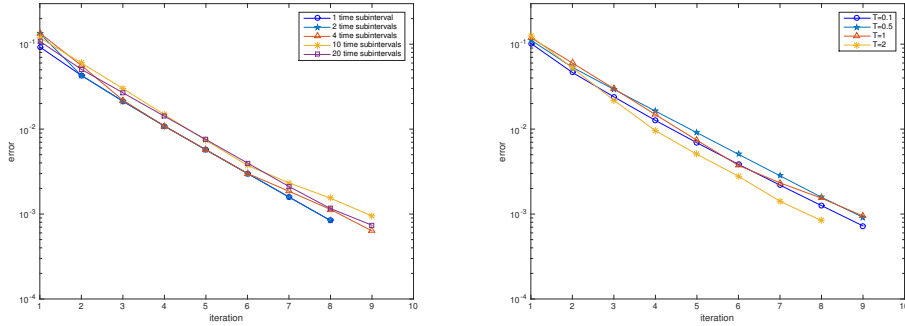 10^-1
10^-2
10^-3
10^-4
error
1 2 3 4 5 6 7 8 9 10
iteration
1 time subinterval
2 time subintervals
4 time subintervals
10 time subintervals
20 time subintervals
10^-1
10^-2
10^-3
10^-4
error
1 2 3 4 5 6 7 8 9 10
iteration
T=0.1
T=0.5
T=1
T=2